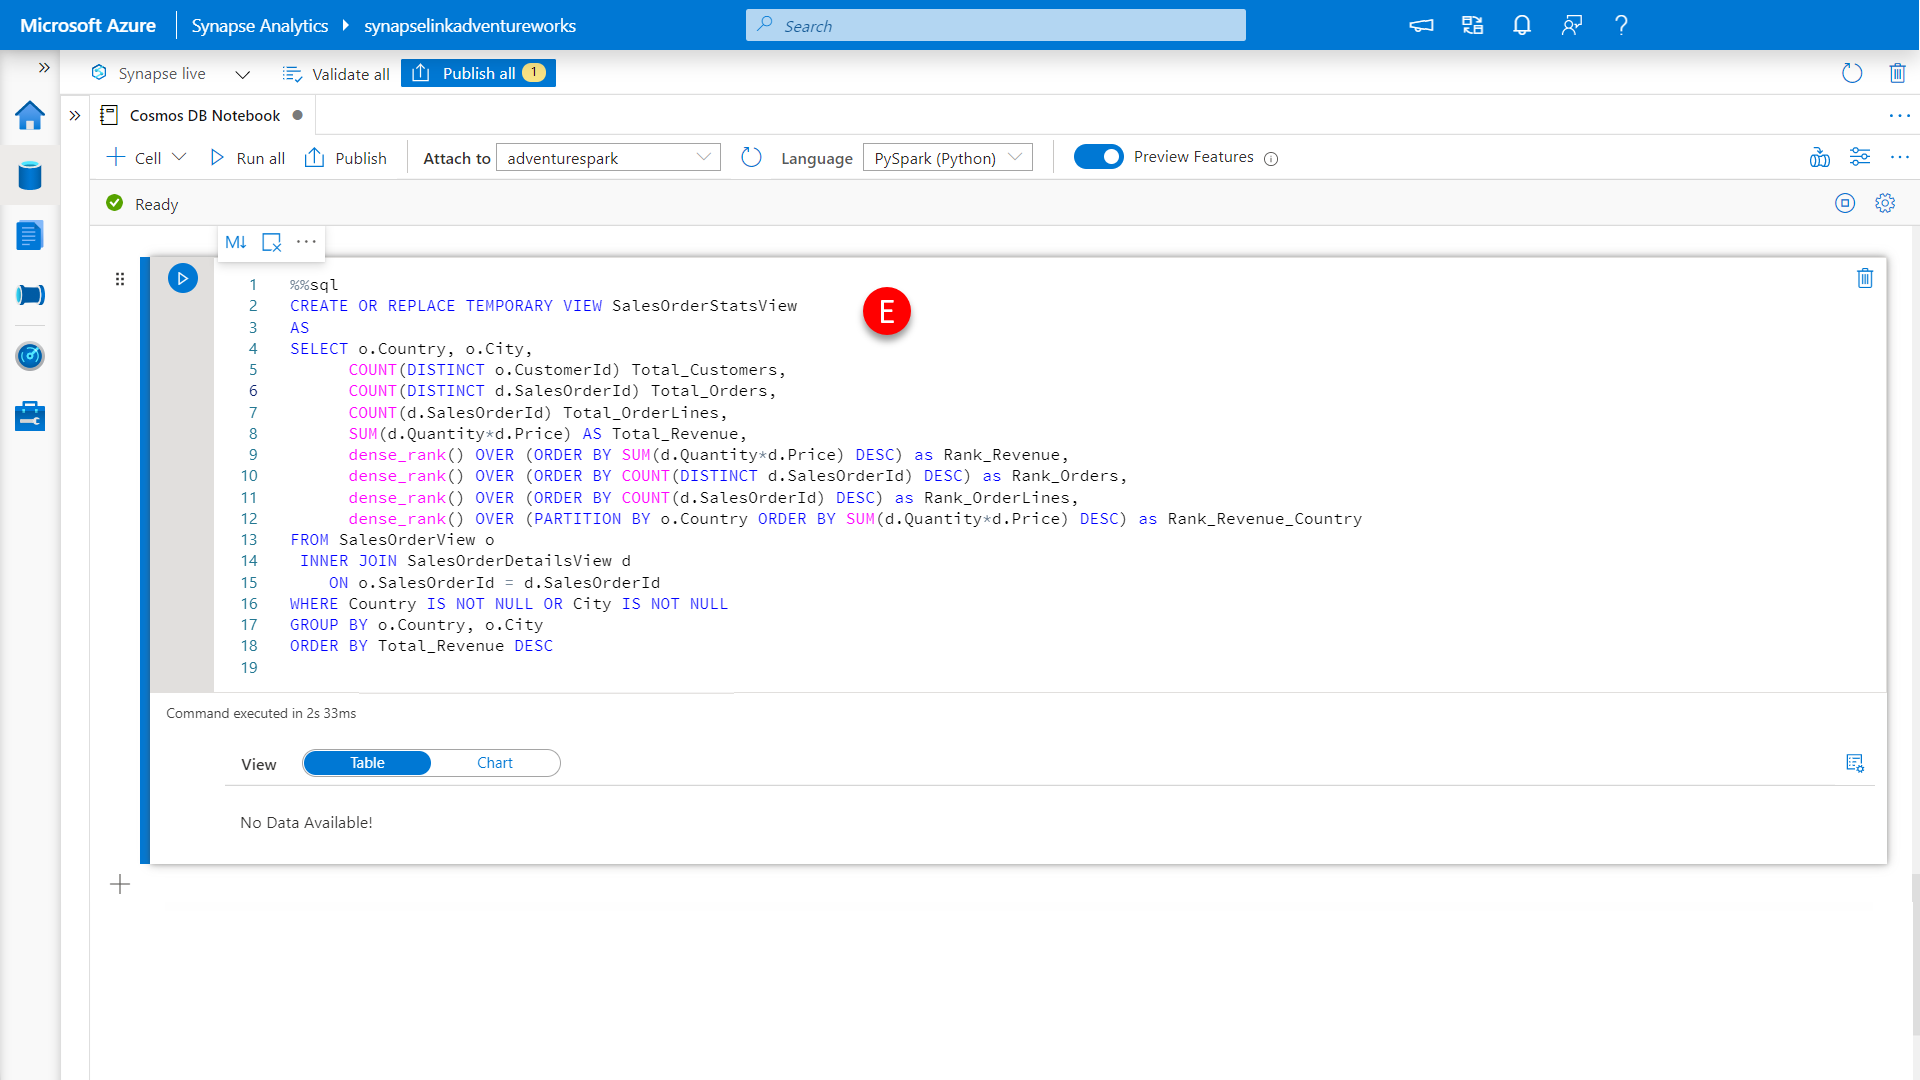 Microsoft Azure Synapse Analytics synapselinkadventureworks Search
Synapse live Validate all Publish all 1
Cosmos DB Notebook
Cell Run all Publish Attach to adventurespark Language PySpark (Python) Preview Features
Ready
M↓
1 %%sql
2 CREATE OR REPLACE TEMPORARY VIEW SalesOrderStatsView
E
3 AS
4 SELECT o.Country, o.City,
5 COUNT(DISTINCT o.CustomerId) Total_Customers,
6 COUNT(DISTINCT d.SalesOrderId) Total_Orders,
7 COUNT(d.SalesOrderId) Total_OrderLines,
8 SUM(d.Quantity*d.Price) AS Total_Revenue,
9 dense_rank() OVER (ORDER BY SUM(d.Quantity*d.Price) DESC) as Rank_Revenue,
10 dense_rank() OVER (ORDER BY COUNT(DISTINCT d.SalesOrderId) DESC) as Rank_Orders,
11 dense_rank() OVER (ORDER BY COUNT(d.SalesOrderId) DESC) as Rank_OrderLines,
12 dense_rank() OVER (PARTITION BY o.Country ORDER BY SUM(d.Quantity*d.Price) DESC) as Rank_Revenue_Country
13 FROM SalesOrderView o
14 INNER JOIN SalesOrderDetailsView d
15 ON o.SalesOrderId = d.SalesOrderId
16 WHERE Country IS NOT NULL OR City IS NOT NULL
17 GROUP BY o.Country, o.City
18 ORDER BY Total_Revenue DESC
19
Command executed in 2s 33ms
View Table Chart
No Data Available!